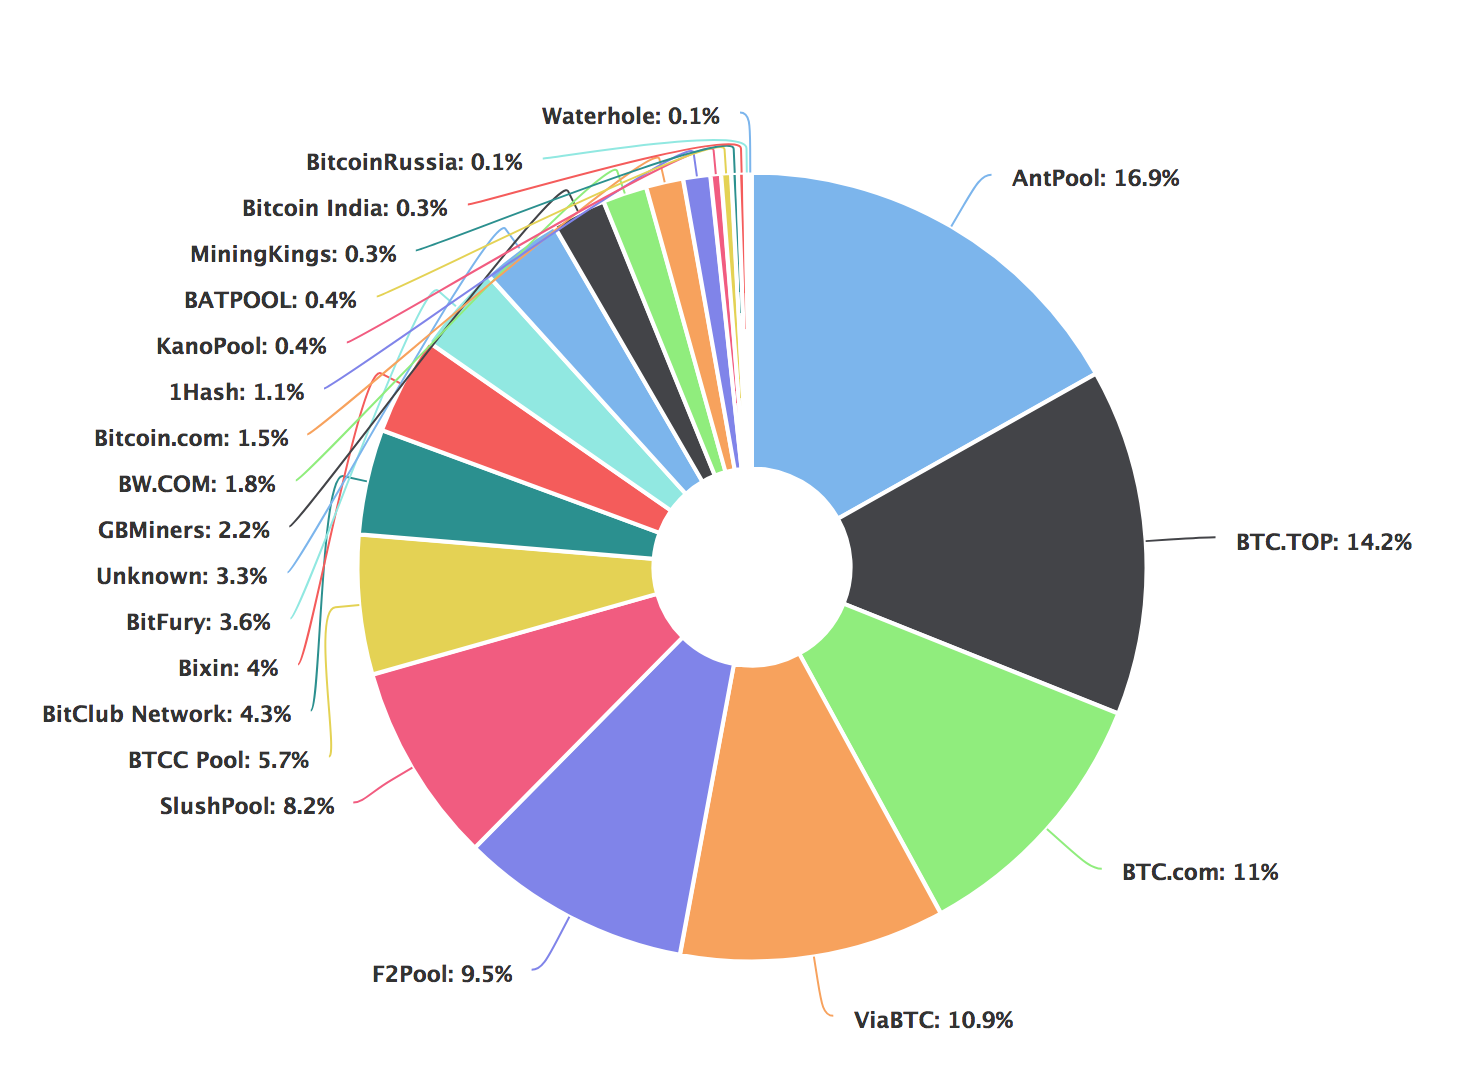 Waterhole: 0.1%
BitcoinRussia: 0.1%
AntPool: 16.9%
Bitcoin India: 0.3%
MiningKings: 0.3%
BATPOOL: 0.4%
KanoPool: 0.4%
1Hash: 1.1%
Bitcoin.com: 1.5%
BW.COM: 1.8%
GBMiners: 2.2%
BTC.TOP: 14.2%
Unknown: 3.3%
BitFury: 3.6%
Bixin: 4%
BitClub Network: 4.3%
BTCC Pool: 5.7%
SlushPool: 8.2%
BTC.com: 11%
F2Pool: 9.5%
ViaBTC: 10.9%